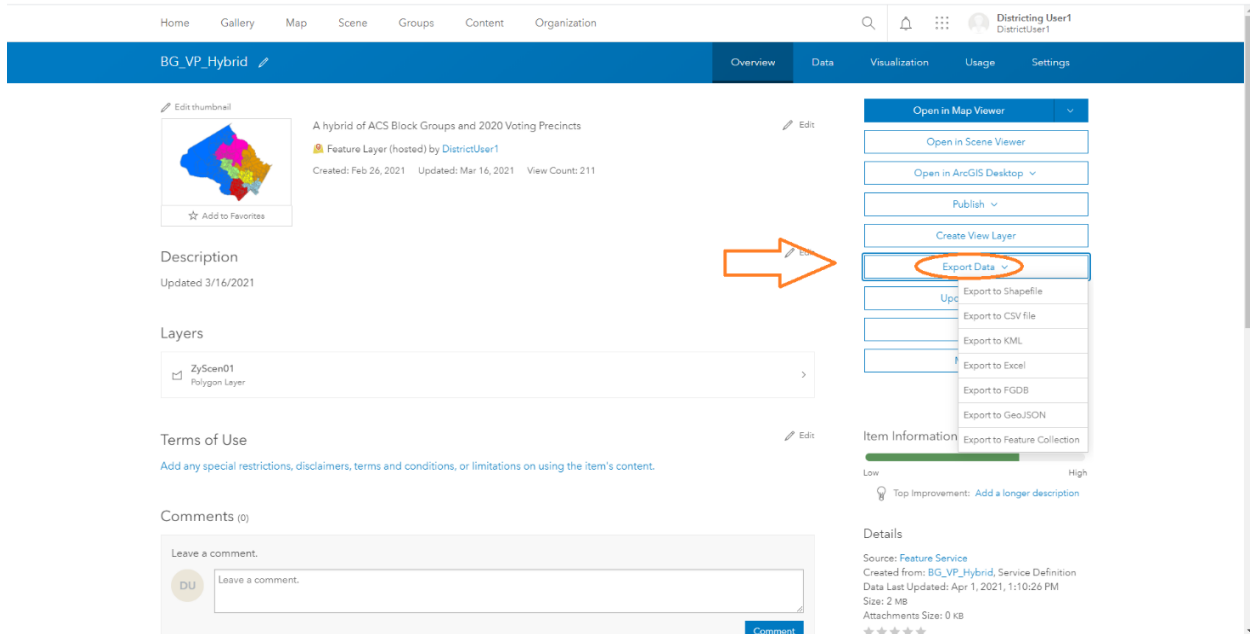 Home Gallery Map Scene Groups Content Organization
Districting User1
DistrictUser1
BG_VP_Hybrid
Overview Data Visualization Usage Settings
Edit thumbnail
Add to Favorites
A hybrid of ACS Block Groups and 2020 Voting Precincts
Edit
Feature Layer (hosted) by DistrictUser1
Created: Feb 26, 2021 Updated: Mar 16, 2021 View Count: 211
Description
Edit
Updated 3/16/2021
Layers
ZyScen01
Polygon Layer
Terms of Use
Edit
Add any special restrictions, disclaimers, terms and conditions, or limitations on using the item's content.
Comments (0)
Leave a comment.
DU
Leave a comment.
Comment
Open in Map Viewer
Open in Scene Viewer
Open in ArcGIS Desktop
Publish
Create View Layer
Export Data
Export to Shapefile
Export to CSV file
Export to KML
Export to Excel
Export to FGDB
Export to GeoJSON
Export to Feature Collection
Item Information
Low High
Top Improvement: Add a longer description
Details
Source: Feature Service
Created from: BG_VP_Hybrid, Service Definition
Data Last Updated: Apr 1, 2021, 1:10:26 PM
Size: 2 MB
Attachments Size: 0 KB